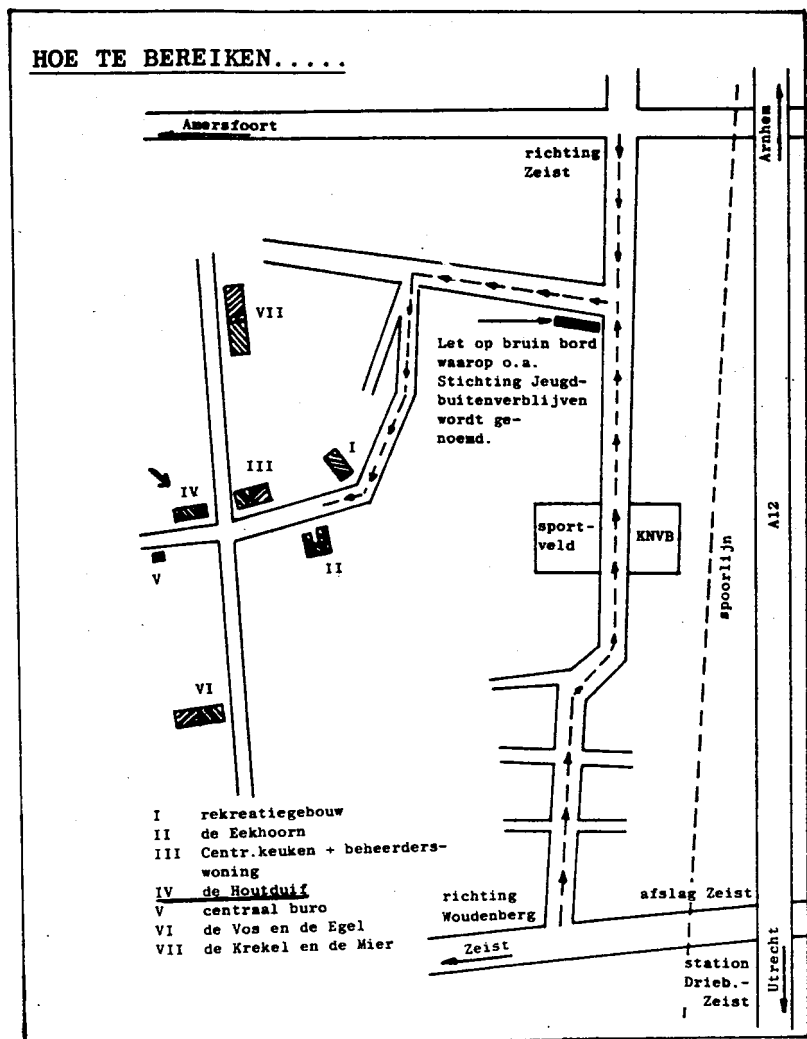 HOE TE BEREIKEN.....
Amersfoort
Arnhem
richting
Zeist
VII
Let op bruin bord
waarop o.a.
Stichting Jeugd-
buitenverblijven
wordt ge-
noemd.
I
III
IV
II
V
sport-
veld
KNVB
A12
spoorlijn
VI
I rekreatiegebouw
II de Eekhoorn
III Centr.keuken + beheerders-
woning
IV de Houtduif
V centraal buro
VI de Vos en de Egel
VII de Krekel en de Mier
richting
Woudenberg
afslag Zeist
Zeist
station
Drieb.-
Zeist
Utrecht